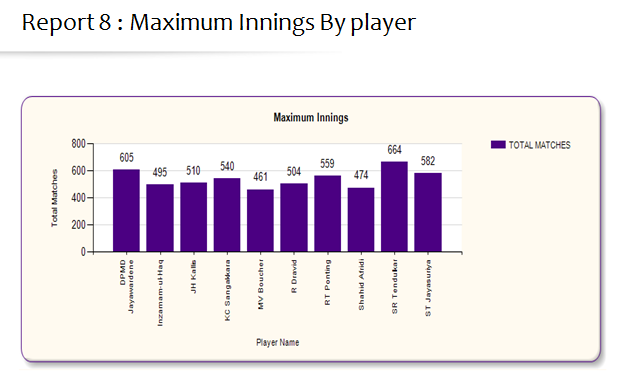 Report 8 : Maximum Innings By player
Maximum Innings
TOTAL MATCHES
Total Matches
800
600
400
200
0
605
495
510
540
461
504
559
474
664
582
DPMD
Jayawardene
Inzamam-ul-Haq
JH Kallis
KC Sangakkara
MV Boucher
R Dravid
RT Ponting
Shahid Afridi
SR Tendulkar
ST Jayasuriya
Player Name